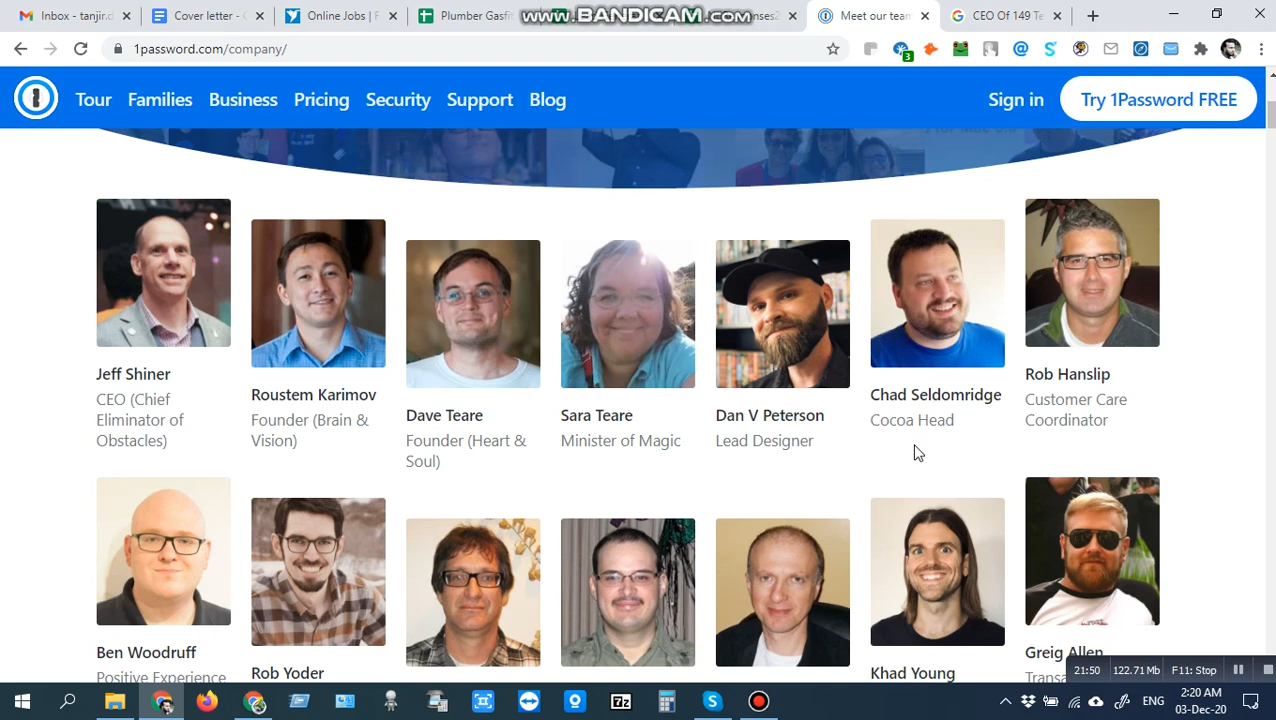 Inbox - tanjir.d
Cover letter -
Online Jobs |
Plumber Gasfit
WWW.BANDICAM.COM
Meet our team
CEO Of 149 Te
1password.com/company/
3
Tour Families Business Pricing Security Support Blog Sign in Try 1Password FREE
Jeff Shiner
CEO (Chief
Eliminator of
Obstacles)
Roustem Karimov
Founder (Brain &
Vision)
Dave Teare
Founder (Heart &
Soul)
Sara Teare
Minister of Magic
Dan V Peterson
Lead Designer
Chad Seldomridge
Cocoa Head
Rob Hanslip
Customer Care
Coordinator
Ben Woodruff
Positive Experience
Rob Yoder
Khad Young
Greig Allen
21:50 122.71 Mb F11: Stop
ENG
2:20 AM
03-Dec-20